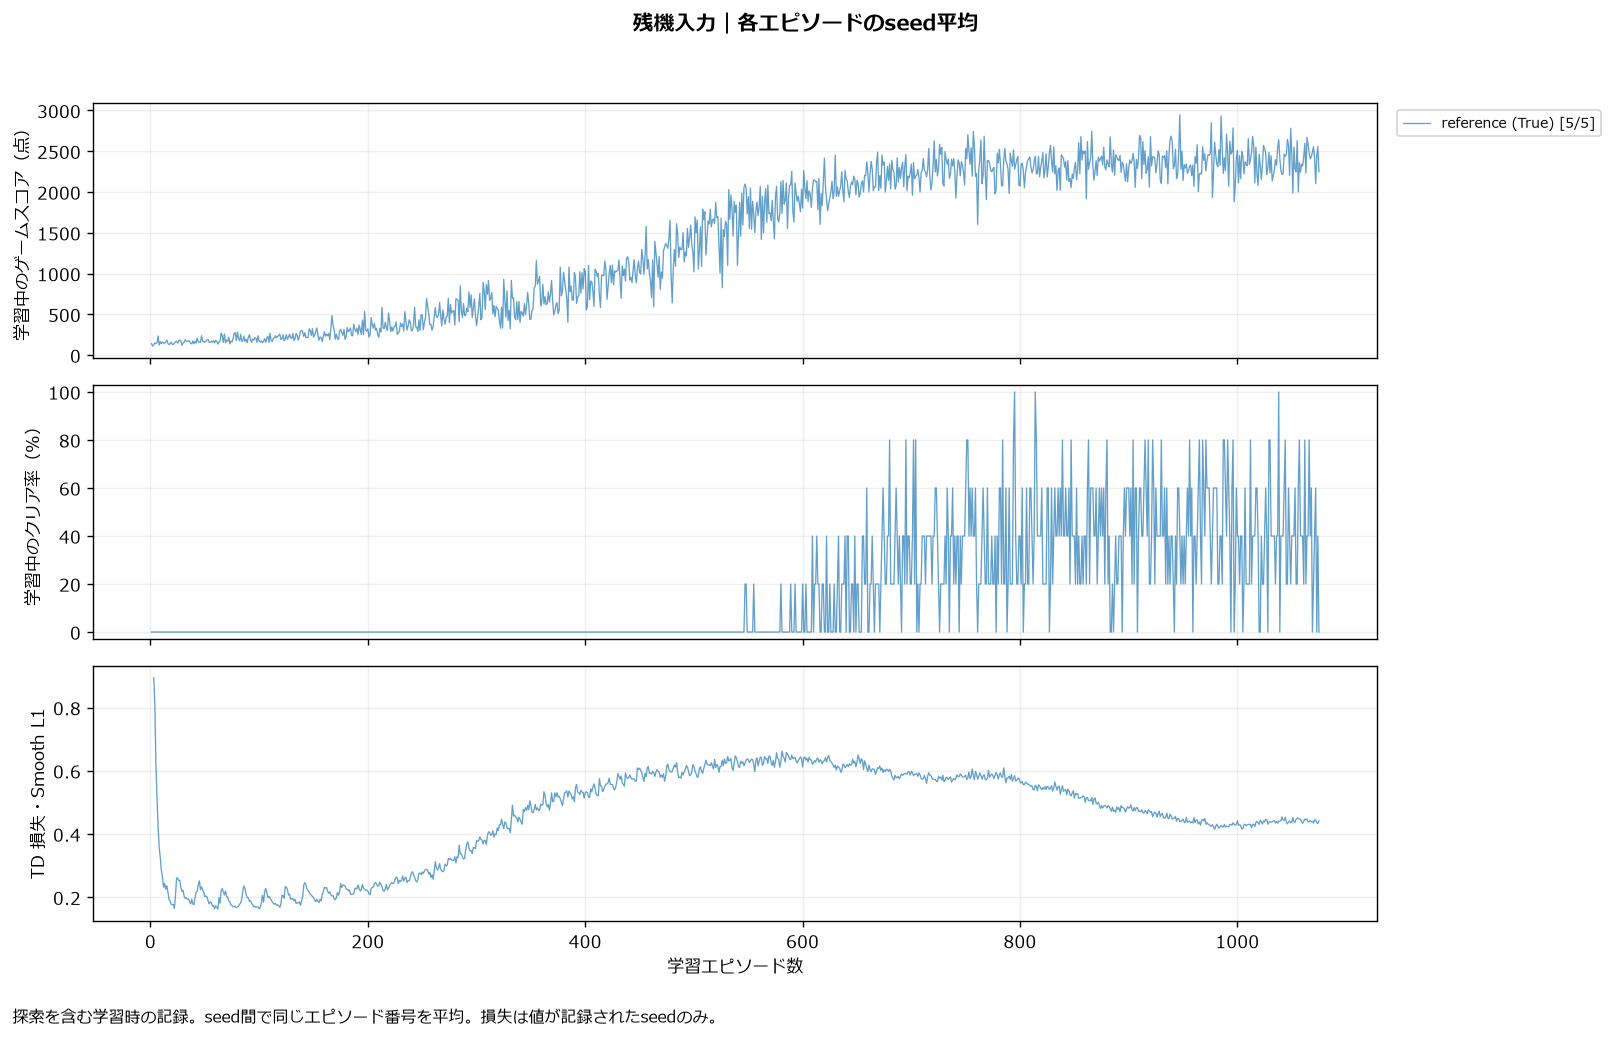 残機入力｜各エピソードのseed平均
reference (True) [5/5]
学習中のゲームスコア（点）
3000
2500
2000
1500
1000
500
0
学習中のクリア率（%）
100
80
60
40
20
0
TD 損失・Smooth L1
0.8
0.6
0.4
0.2
0 200 400 600 800 1000
学習エピソード数
探索を含む学習時の記録。seed間で同じエピソード番号を平均。損失は値が記録されたseedのみ。